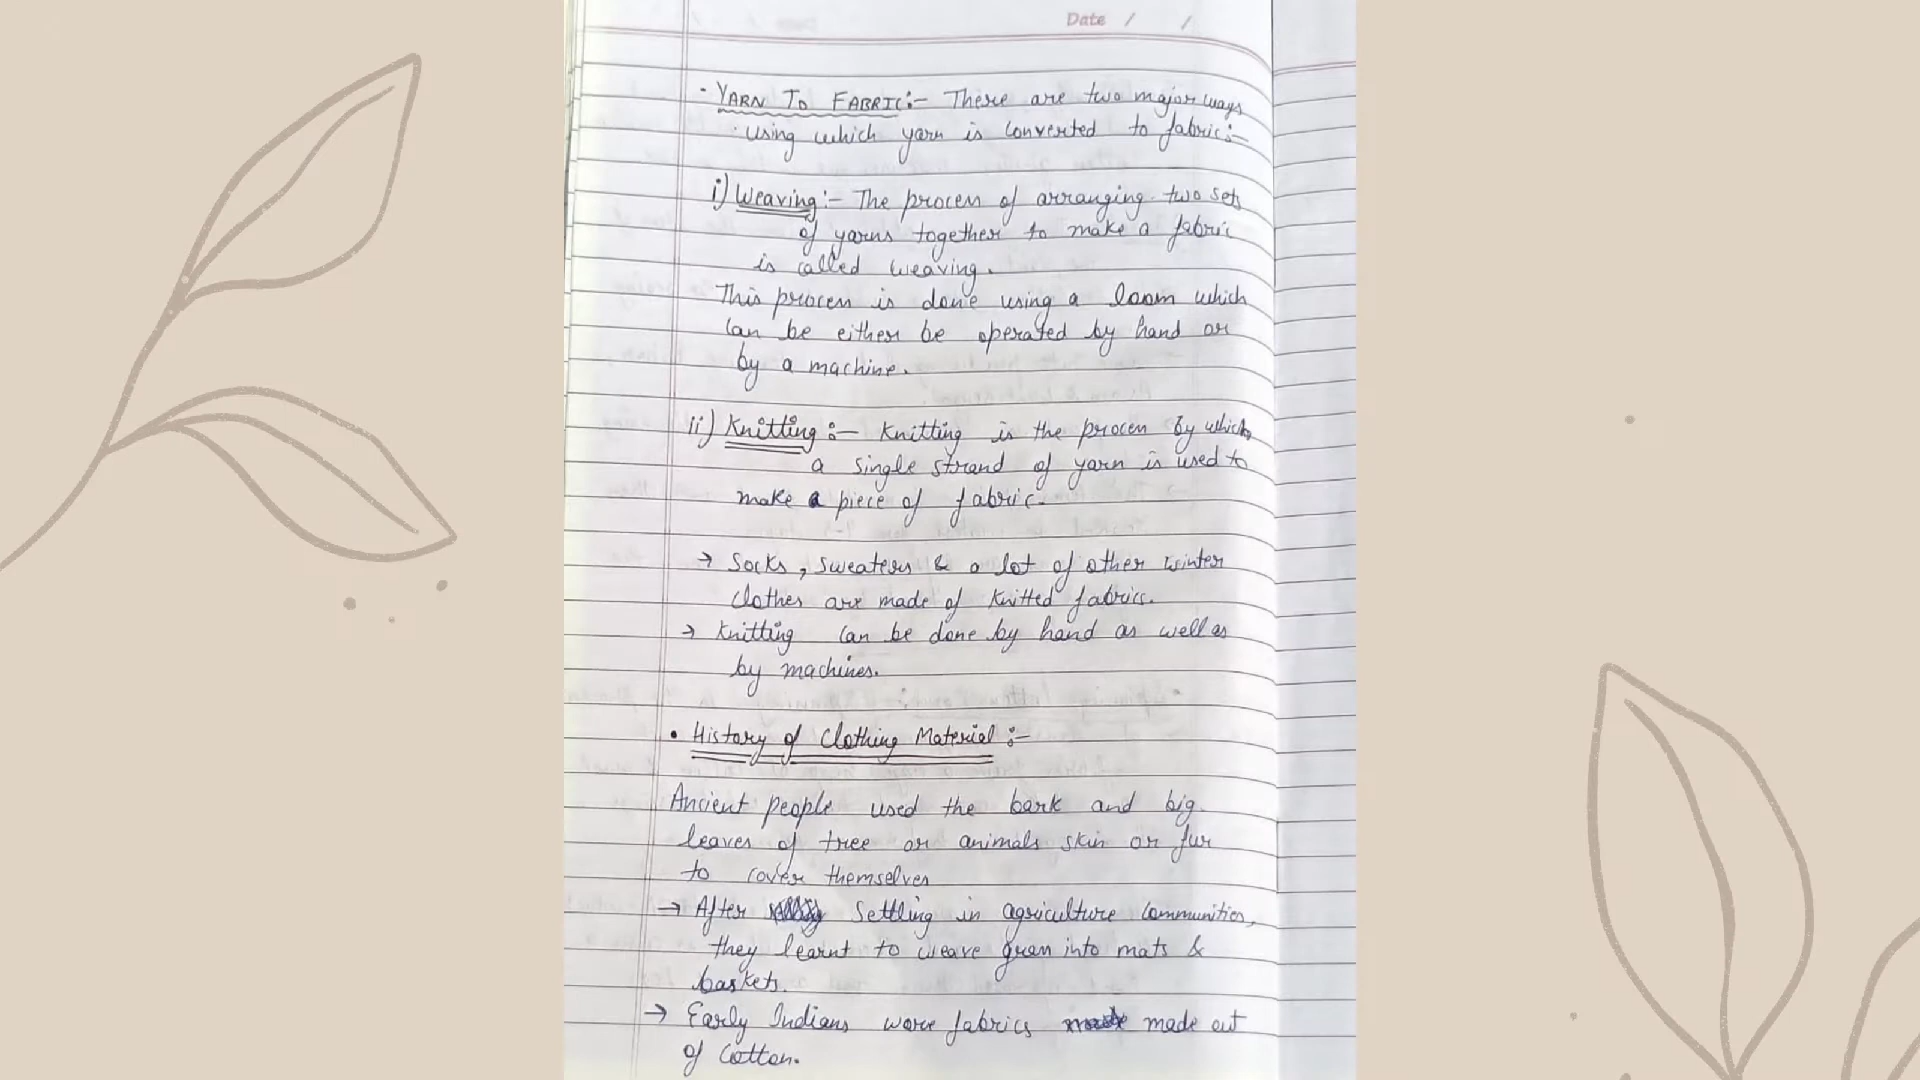 Date / /
• YARN TO FABRIC:- There are two major ways
using which yarn is converted to fabric:-
i) Weaving:- The process of arranging two sets
of yarns together to make a fabric
is called weaving.
This process is done using a loom which
can be either be operated by hand or
by a machine.
ii) Knitting:- Knitting is the process by which
a single strand of yarn is used to
make a piece of fabric.
→ Socks, sweaters & a lot of other winter
clothes are made of knitted fabrics.
→ Knitting can be done by hand as well as
by machines.
• History of Clothing Material:-
Ancient people used the bark and big
leaves of tree or animals skin or fur
to cover themselves
→ After settling in agriculture communities,
they learnt to weave grass into mats &
baskets.
→ Early Indians wore fabrics made out
of cotton.